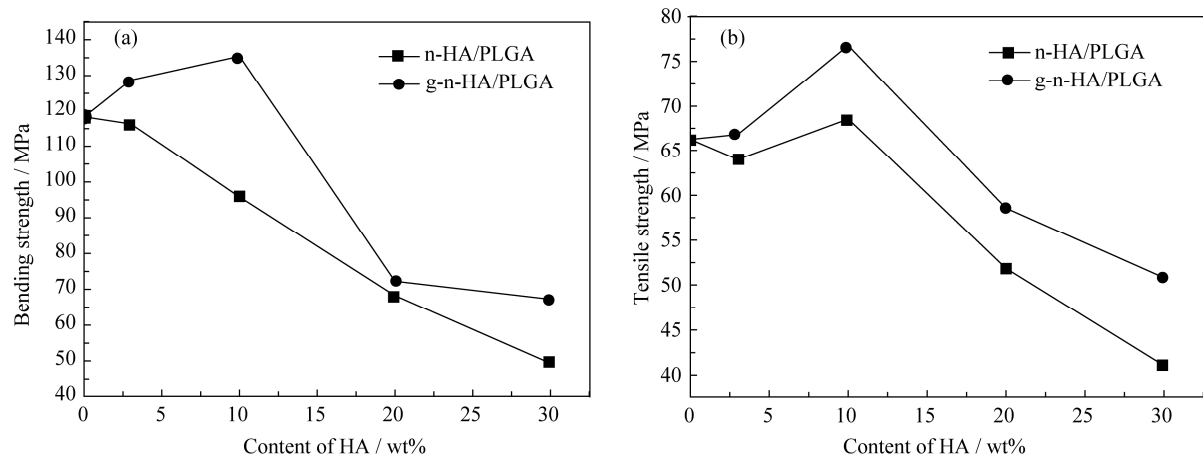 (a)
n-HA/PLGA
g-n-HA/PLGA
140
130
120
110
100
90
80
70
60
50
40
Bending strength / MPa
0 5 10 15 20 25 30
Content of HA / wt%
(b)
n-HA/PLGA
g-n-HA/PLGA
80
75
70
65
60
55
50
45
40
Tensile strength / MPa
0 5 10 15 20 25 30
Content of HA / wt%